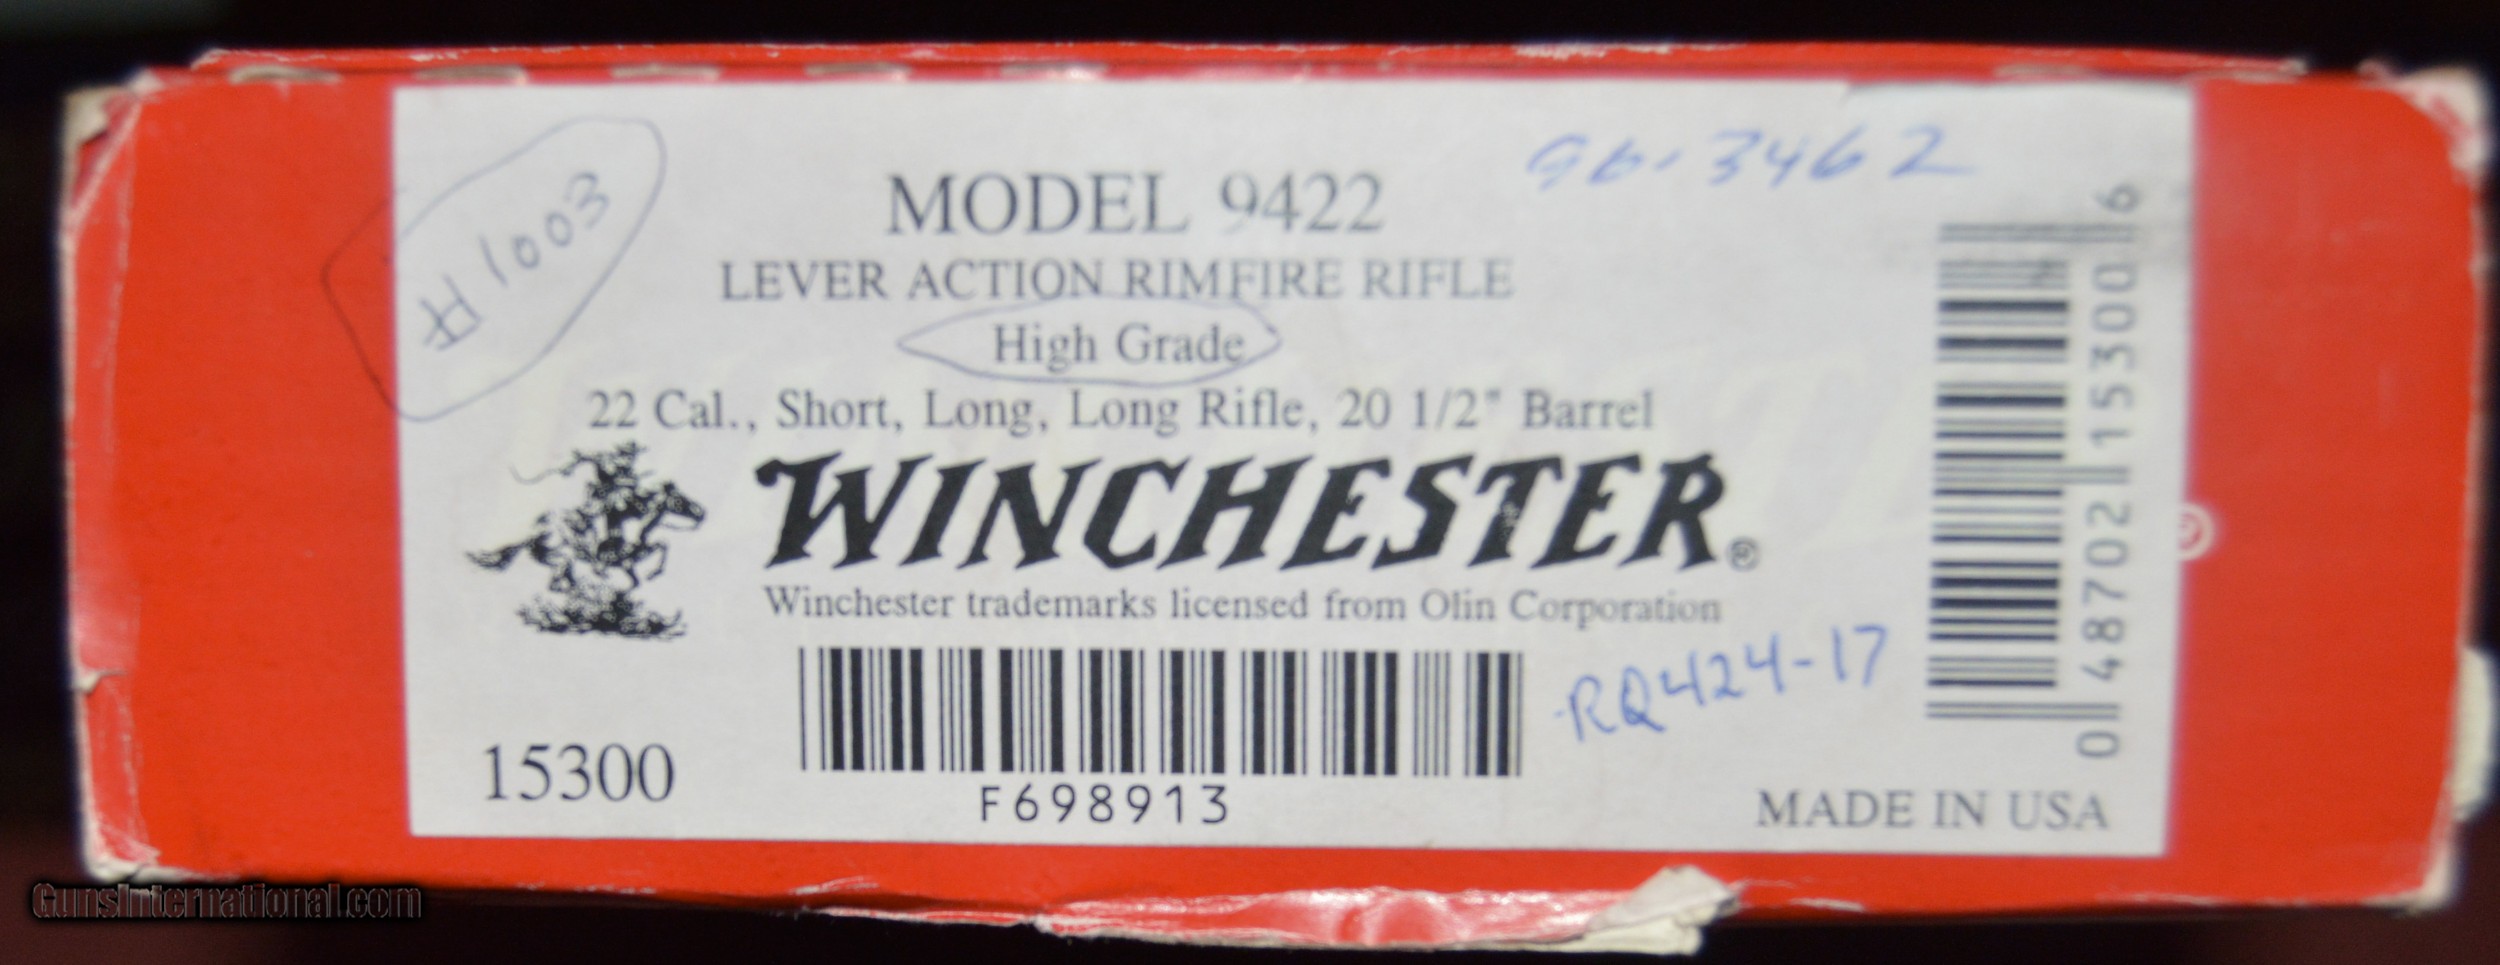 #1003
96-3462
MODEL 9422
LEVER ACTION RIMFIRE RIFLE
High Grade
22 Cal., Short, Long, Long Rifle, 20 1/2" Barrel
WINCHESTER®
Winchester trademarks licensed from Olin Corporation
RQ424-17
15300
F698913
MADE IN USA
0 48702 15300 6
®
GunsInternational.com